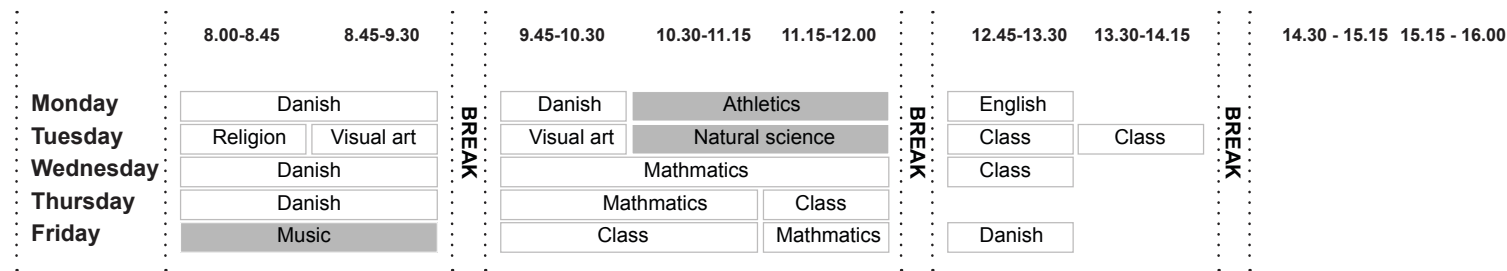 8.00-8.45 8.45-9.30 9.45-10.30 10.30-11.15 11.15-12.00 12.45-13.30 13.30-14.15 14.30 - 15.15 15.15 - 16.00
Monday Danish Danish Athletics English
Tuesday Religion Visual art Visual art Natural science Class Class
Wednesday Danish Mathmatics Class
Thursday Danish Mathmatics Class
Friday Music Class Mathmatics Danish
BREAK
BREAK
BREAK